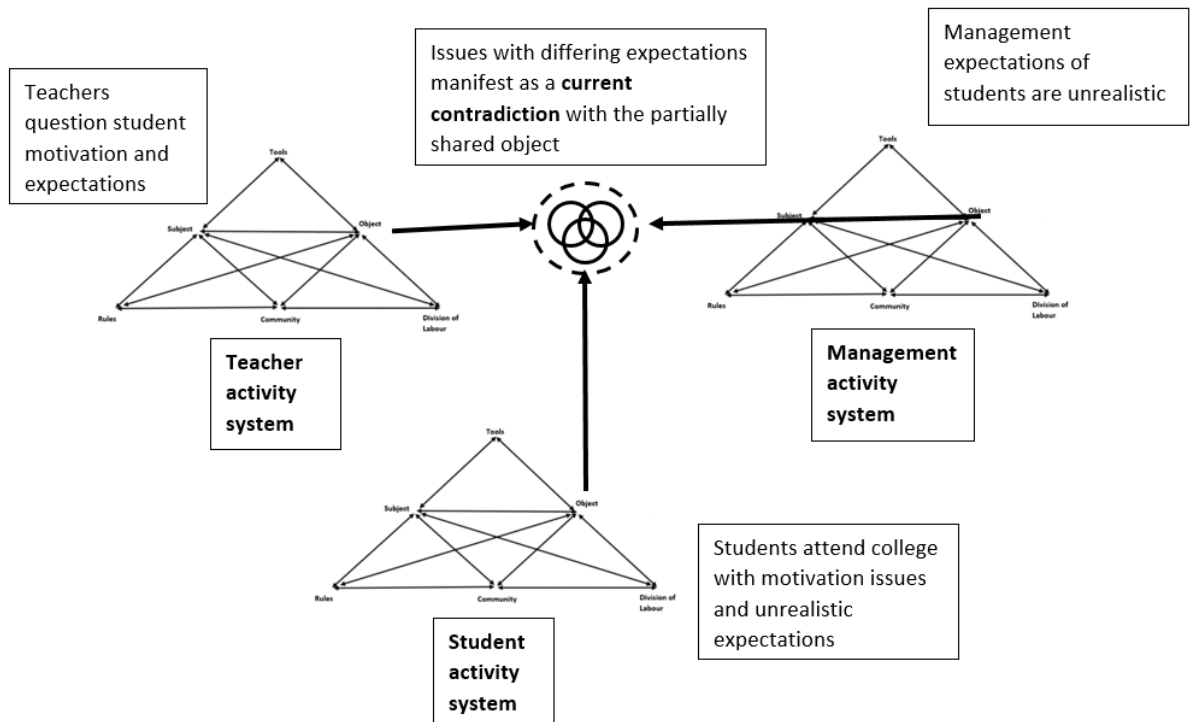 Teachers
question student
motivation and
expectations
Issues with differing expectations
manifest as a current
contradiction with the partially
shared object
Management
expectations of
students are unrealistic
Tools
Subject
Object
Rules
Community
Division of
Labour
Teacher
activity
system
Tools
Subject
Object
Rules
Community
Division of
Labour
Management
activity
system
Tools
Subject
Object
Rules
Community
Division of
Labour
Student
activity
system
Students attend college
with motivation issues
and unrealistic
expectations